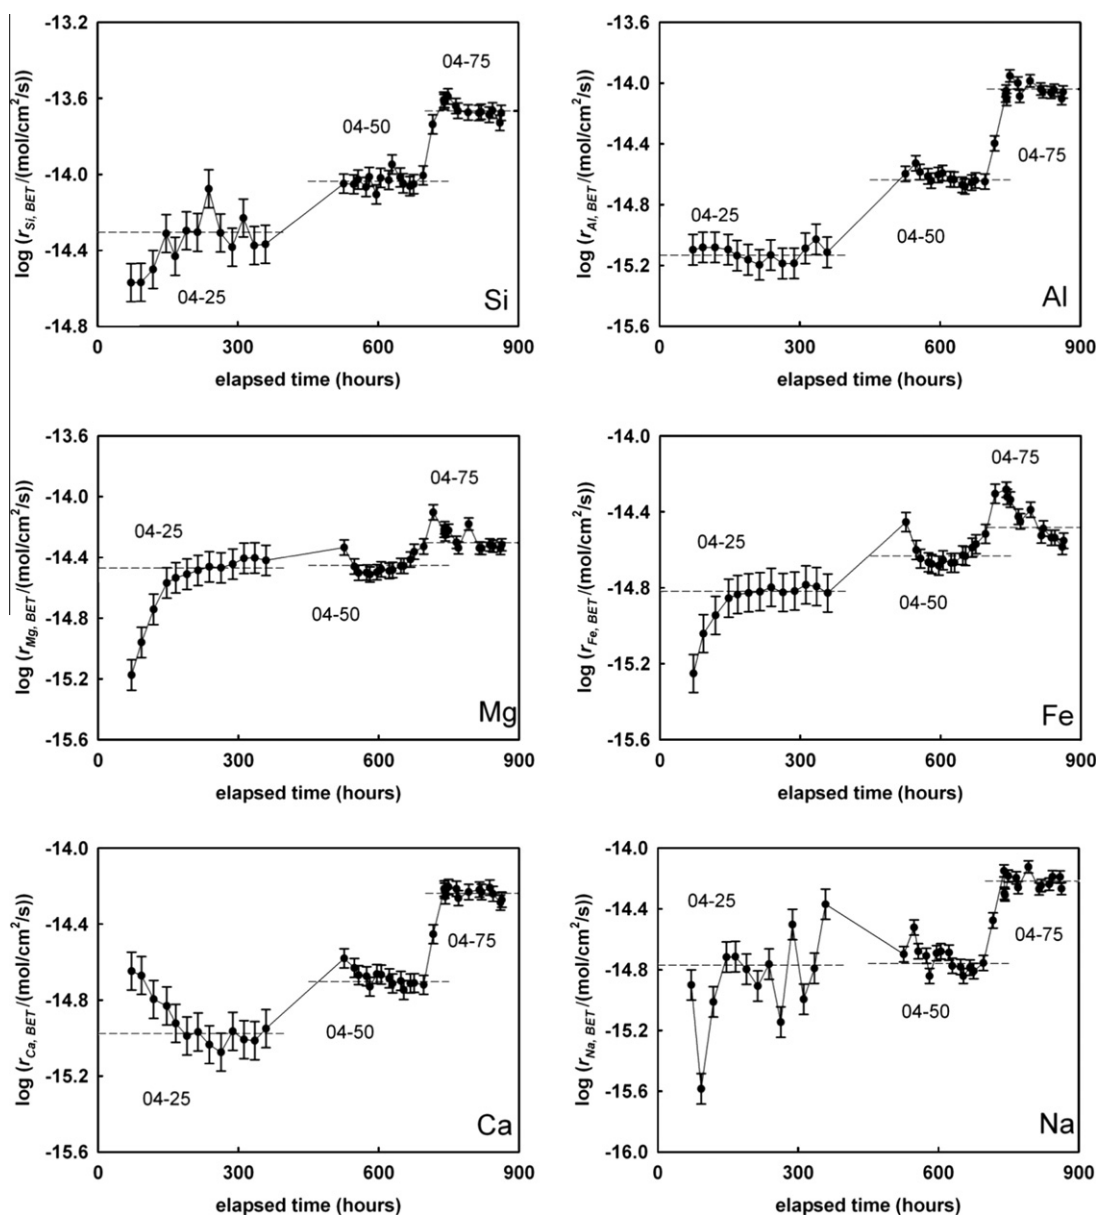 -13.2
-13.6
-14.0
-14.4
-14.8
log (r_Si, BET/(mol/cm²/s))
04-75
04-50
04-25
Si
0 300 600 900
elapsed time (hours)
-13.6
-14.0
-14.4
-14.8
-15.2
-15.6
log (r_Al, BET/(mol/cm²/s))
04-75
04-25
04-50
Al
0 300 600 900
elapsed time (hours)
-13.6
-14.0
-14.4
-14.8
-15.2
-15.6
log (r_Mg, BET/(mol/cm²/s))
04-75
04-25
04-50
Mg
0 300 600 900
elapsed time (hours)
-14.0
-14.4
-14.8
-15.2
-15.6
log (r_Fe, BET/(mol/cm²/s))
04-75
04-25
04-50
Fe
0 300 600 900
elapsed time (hours)
-14.0
-14.4
-14.8
-15.2
-15.6
log (r_Ca, BET/(mol/cm²/s))
04-75
04-50
04-25
Ca
0 300 600 900
elapsed time (hours)
-14.0
-14.4
-14.8
-15.2
-15.6
-16.0
log (r_Na, BET/(mol/cm²/s))
04-25
04-75
04-50
Na
0 300 600 900
elapsed time (hours)